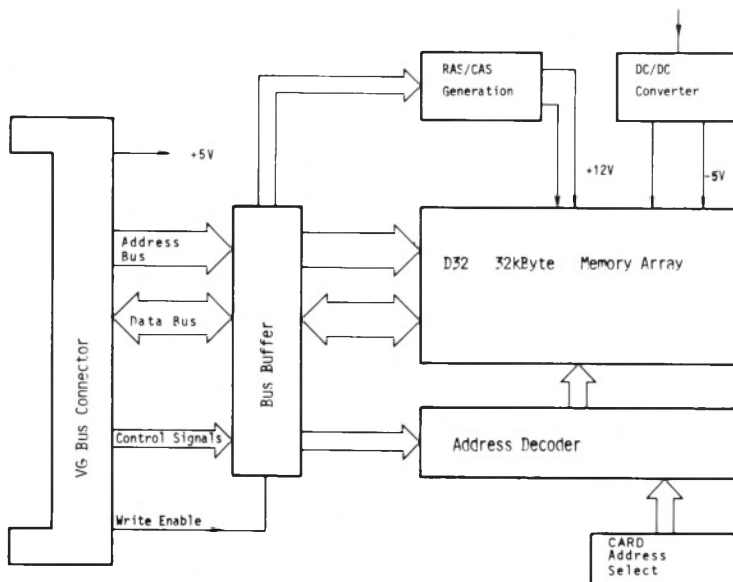 RAS/CAS
Generation
DC/DC
Converter
+5V
+12V
-5V
Address
Bus
D32 32kByte Memory Array
Data Bus
VG Bus Connector
Bus Buffer
Control Signals
Address Decoder
Write Enable
CARD
Address
Select